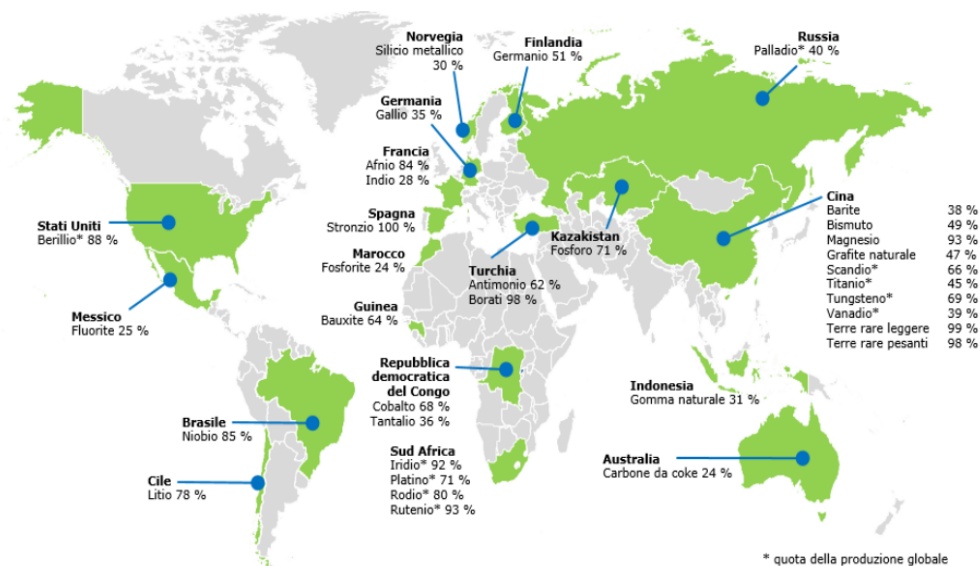 Norvegia
Silicio metallico
30 %
Finlandia
Germanio 51 %
Russia
Palladio* 40 %
Germania
Gallio 35 %
Francia
Afnio 84 %
Indio 28 %
Spagna
Stronzio 100 %
Marocco
Fosforite 24 %
Stati Uniti
Berillio* 88 %
Messico
Fluorite 25 %
Kazakistan
Fosforo 71 %
Turchia
Antimonio 62 %
Borati 98 %
Cina
Barite 38 %
Bismuto 49 %
Magnesio 93 %
Grafite naturale 47 %
Scandio* 66 %
Titanio* 45 %
Tungsteno* 69 %
Vanadio* 39 %
Terre rare leggere 99 %
Terre rare pesanti 98 %
Guinea
Bauxite 64 %
Repubblica
democratica
del Congo
Cobalto 68 %
Tantalio 36 %
Indonesia
Gomma naturale 31 %
Brasile
Niobio 85 %
Sud Africa
Iridio* 92 %
Platino* 71 %
Rodio* 80 %
Rutenio* 93 %
Australia
Carbone da coke 24 %
Cile
Litio 78 %
* quota della produzione globale